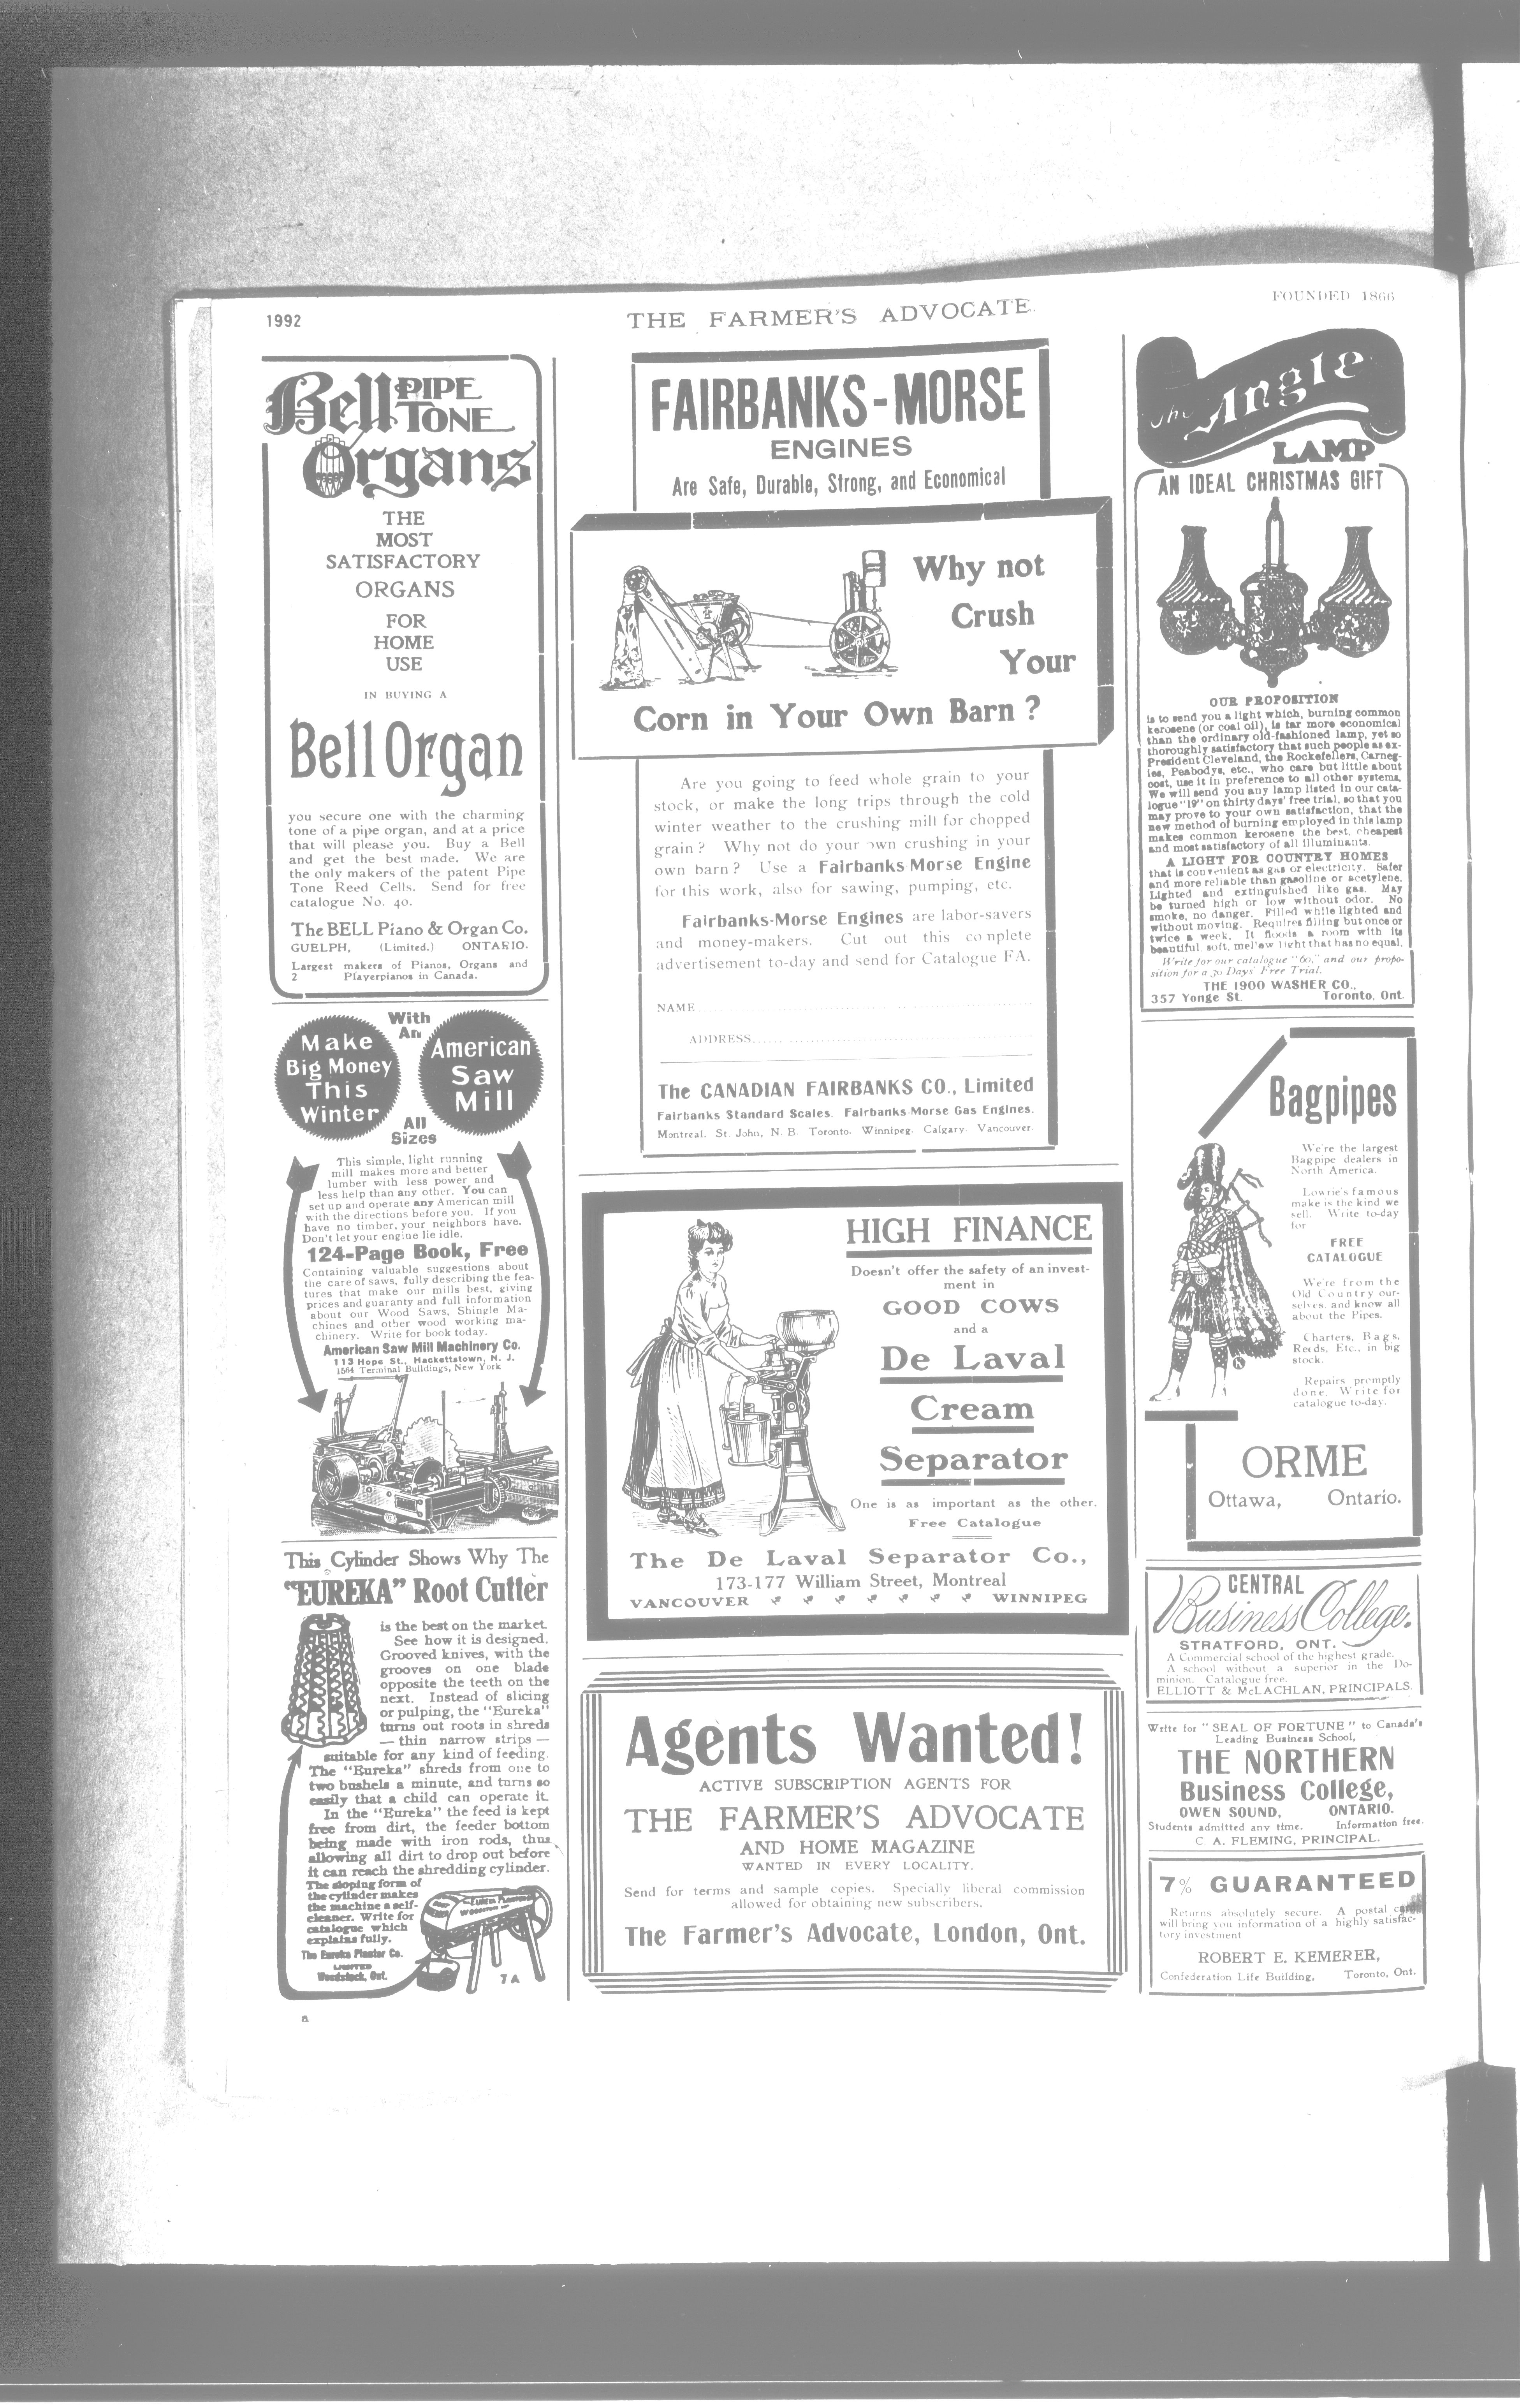 1992
THE FARMER'S ADVOCATE.
FOUNDED 1866
Bell PIPE
TONE
Organs
THE
MOST
SATISFACTORY
ORGANS
FOR
HOME
USE
IN BUYING A
Bell Organ
you secure one with the charming
tone of a pipe organ, and at a price
that will please you. Buy a Bell
and get the best made. We are
the only makers of the patent Pipe
Tone Reed Cells. Send for free
catalogue No. 40.
The BELL Piano & Organ Co.
GUELPH, (Limited.) ONTARIO.
Largest makers of Pianos, Organs and
2 Playerpianos in Canada.
Make
Big Money
This
Winter
With
An
American
Saw
Mill
All
Sizes
This simple, light running
mill makes more and better
lumber with less power and
less help than any other. You can
set up and operate any American mill
with the directions before you. If you
have no timber, your neighbors have.
Don't let your engine lie idle.
124-Page Book, Free
Containing valuable suggestions about
the care of saws, fully describing the fea-
tures that make our mills best, giving
prices and guaranty and full information
about our Wood Saws, Shingle Ma-
chines and other wood working ma-
chinery. Write for book today.
American Saw Mill Machinery Co.
113 Hope St., Hackettstown, N. J.
1564 Terminal Buildings, New York
This Cylinder Shows Why The
"EUREKA" Root Cutter
is the best on the market.
See how it is designed.
Grooved knives, with the
grooves on one blade
opposite the teeth on the
next. Instead of slicing
or pulping, the "Eureka"
turns out roots in shreds
— thin narrow strips —
suitable for any kind of feeding.
The "Eureka" shreds from one to
two bushels a minute, and turns so
easily that a child can operate it.
In the "Eureka" the feed is kept
free from dirt, the feeder bottom
being made with iron rods, thus
allowing all dirt to drop out before
it can reach the shredding cylinder.
The sloping form of
the cylinder makes
the machine a self-
cleaner. Write for
catalogue which
explains fully.
The Eureka Planter Co.
LIMITED
Woodstock, Ont.
7A
FAIRBANKS-MORSE
ENGINES
Are Safe, Durable, Strong, and Economical
Why not
Crush
Your
Corn in Your Own Barn?
Are you going to feed whole grain to your
stock, or make the long trips through the cold
winter weather to the crushing mill for chopped
grain? Why not do your own crushing in your
own barn? Use a Fairbanks-Morse Engine
for this work, also for sawing, pumping, etc.
Fairbanks-Morse Engines are labor-savers
and money-makers. Cut out this complete
advertisement to-day and send for Catalogue FA.
NAME
ADDRESS
The CANADIAN FAIRBANKS CO., Limited
Fairbanks Standard Scales. Fairbanks-Morse Gas Engines.
Montreal. St. John, N. B. Toronto. Winnipeg. Calgary. Vancouver.
HIGH FINANCE
Doesn't offer the safety of an invest-
ment in
GOOD COWS
and a
De Laval
Cream
Separator
One is as important as the other.
Free Catalogue
The De Laval Separator Co.,
173-177 William Street, Montreal
VANCOUVER WINNIPEG
Agents Wanted!
ACTIVE SUBSCRIPTION AGENTS FOR
THE FARMER'S ADVOCATE
AND HOME MAGAZINE
WANTED IN EVERY LOCALITY.
Send for terms and sample copies. Specially liberal commission
allowed for obtaining new subscribers.
The Farmer's Advocate, London, Ont.
The Angle
LAMP
AN IDEAL CHRISTMAS GIFT
OUR PROPOSITION
is to send you a light which, burning common
kerosene (or coal oil), is far more economical
than the ordinary old-fashioned lamp, yet so
thoroughly satisfactory that such people as ex-
President Cleveland, the Rockefellers, Carneg-
ies, Peabodys, etc., who care but little about
cost, use it in preference to all other systems.
We will send you any lamp listed in our cata-
logue "19" on thirty days' free trial, so that you
may prove to your own satisfaction, that the
new method of burning employed in this lamp
makes common kerosene the best, cheapest
and most satisfactory of all illuminants.
A LIGHT FOR COUNTRY HOMES
that is convenient as gas or electricity. Safer
and more reliable than gasoline or acetylene.
Lighted and extinguished like gas. May
be turned high or low without odor. No
smoke, no danger. Filled while lighted and
without moving. Requires filling but once or
twice a week. It floods a room with its
beautiful soft, mellow light that has no equal.
Write for our catalogue "60," and our propo-
sition for a 30 Days' Free Trial.
THE 1900 WASHER CO.,
357 Yonge St. Toronto, Ont.
Bagpipes
We're the largest
Bagpipe dealers in
North America.
Lowrie's famous
make is the kind we
sell. Write to-day
for
FREE
CATALOGUE
We're from the
Old Country our-
selves, and know all
about the Pipes.
Charters, Bags,
Reeds, Etc., in big
stock.
Repairs promptly
done. Write for
catalogue to-day.
ORME
Ottawa, Ontario.
CENTRAL
Business College.
STRATFORD, ONT.
A Commercial school of the highest grade.
A school without a superior in the Do-
minion. Catalogue free.
ELLIOTT & McLACHLAN, PRINCIPALS.
Write for "SEAL OF FORTUNE" to Canada's
Leading Business School,
THE NORTHERN
Business College,
OWEN SOUND, ONTARIO.
Students admitted any time. Information free.
C. A. FLEMING, PRINCIPAL.
7% GUARANTEED
Returns absolutely secure. A postal card
will bring you information of a highly satisfac-
tory investment
ROBERT E. KEMERER,
Confederation Life Building, Toronto, Ont.